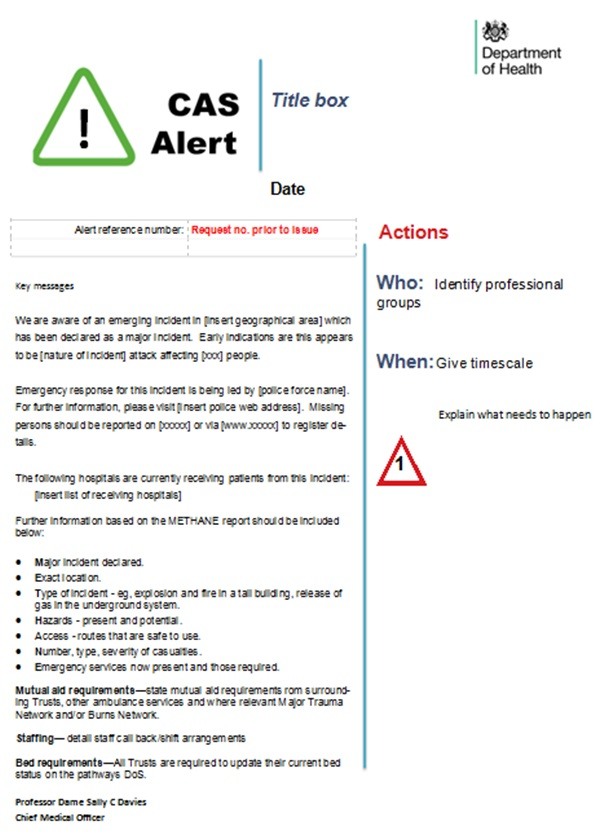 Department
of Health
!
CAS
Alert
Title box
Date
Alert reference number: Request no. prior to issue
Key messages
We are aware of an emerging incident in [insert geographical area] which
has been declared as a major incident. Early indications are this appears
to be [nature of incident] attack affecting [xxx] people.
Emergency response for this incident is being led by [police force name].
For further information, please visit [insert police web address]. Missing
persons should be reported on [xxxxx] or via [www.xxxxx] to register de-
tails.
The following hospitals are currently receiving patients from this incident:
[insert list of receiving hospitals]
Further information based on the METHANE report should be included
below:
• Major incident declared.
• Exact location.
• Type of incident - eg, explosion and fire in a tall building, release of
gas in the underground system.
• Hazards - present and potential.
• Access - routes that are safe to use.
• Number, type, severity of casualties.
• Emergency services now present and those required.
Mutual aid requirements—state mutual aid requirements rom surround-
ing Trusts, other ambulance services and where relevant Major Trauma
Network and/or Burns Network.
Staffing— detail staff call back/shift arrangements
Bed requirements—All Trusts are required to update their current bed
status on the pathways DoS.
Professor Dame Sally C Davies
Chief Medical Officer
Actions
Who: Identify professional
groups
When: Give timescale
Explain what needs to happen
1